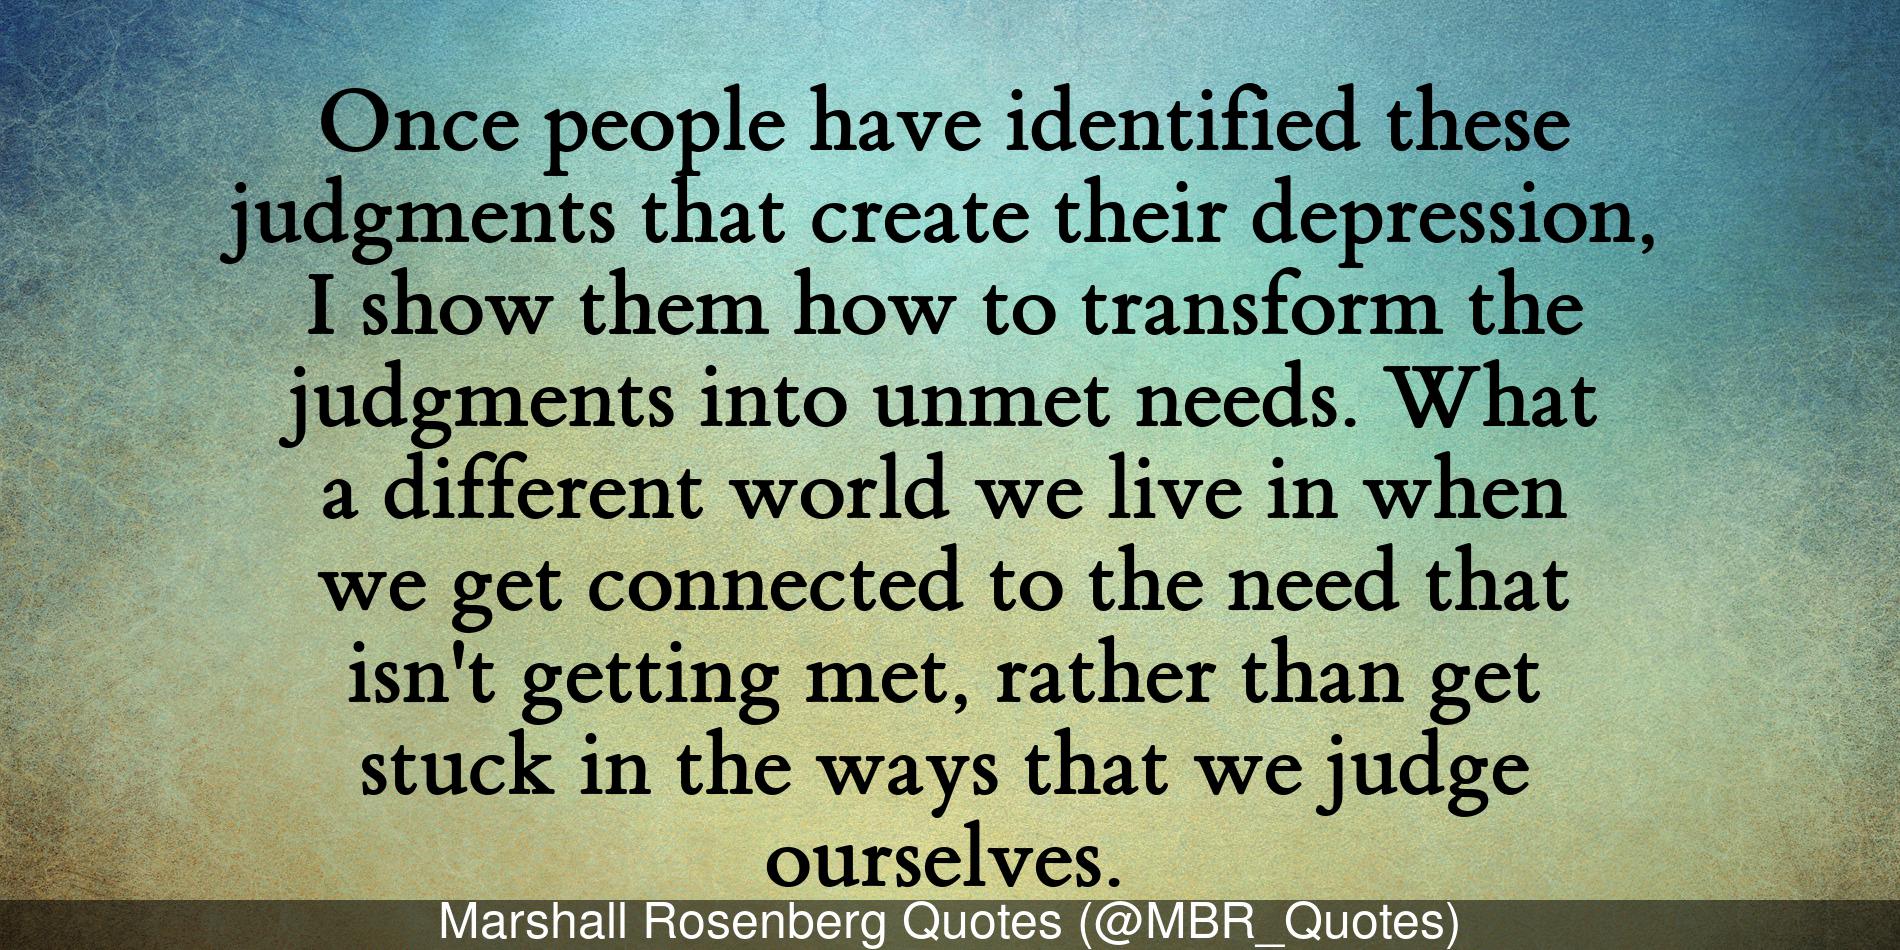 Once people have identified these
judgments that create their depression,
I show them how to transform the
judgments into unmet needs. What
a different world we live in when
we get connected to the need that
isn't getting met, rather than get
stuck in the ways that we judge
ourselves.
Marshall Rosenberg Quotes (@MBR_Quotes)